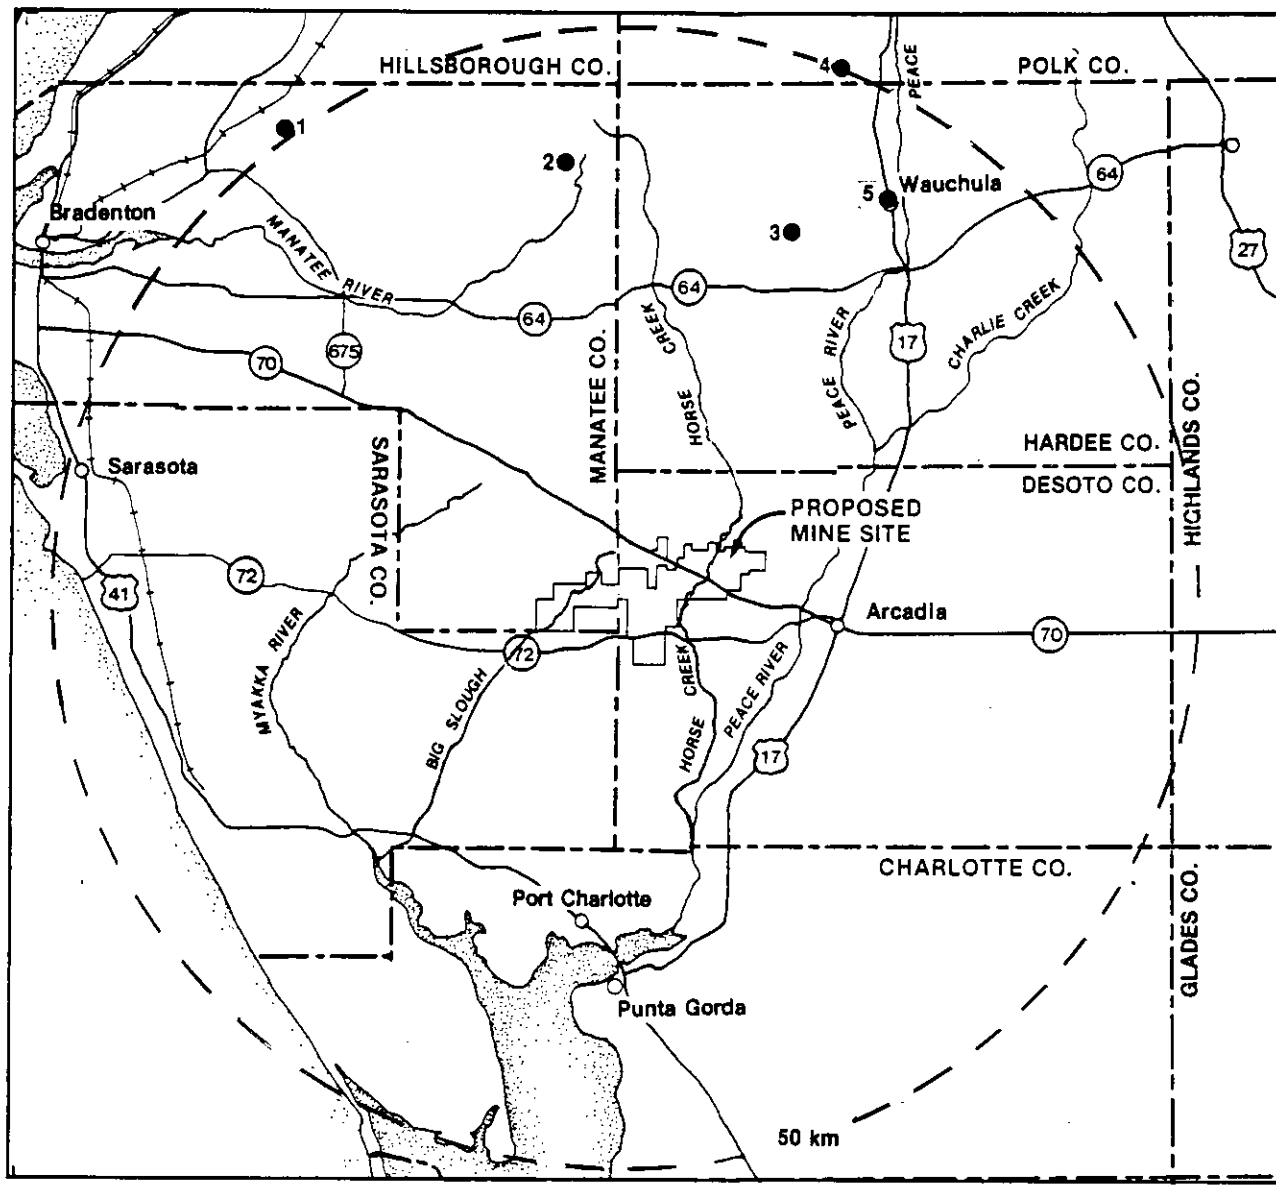 HILLSBOROUGH CO.
4
PEACE
POLK CO.
1
2
64
5
Wauchula
Bradenton
3
27
MANATEE RIVER
64
64
HORSE CREEK
PEACE RIVER
17
CHARLIE CREEK
675
70
MANATEE CO.
HIGHLANDS CO.
HARDEE CO.
SARASOTA CO.
Sarasota
DESOTO CO.
PROPOSED
MINE SITE
72
41
Arcadia
70
72
MYAKKA RIVER
BIG SLOUGH
HORSE CREEK
PEACE RIVER
17
CHARLOTTE CO.
GLADES CO.
Port Charlotte
Punta Gorda
50 km